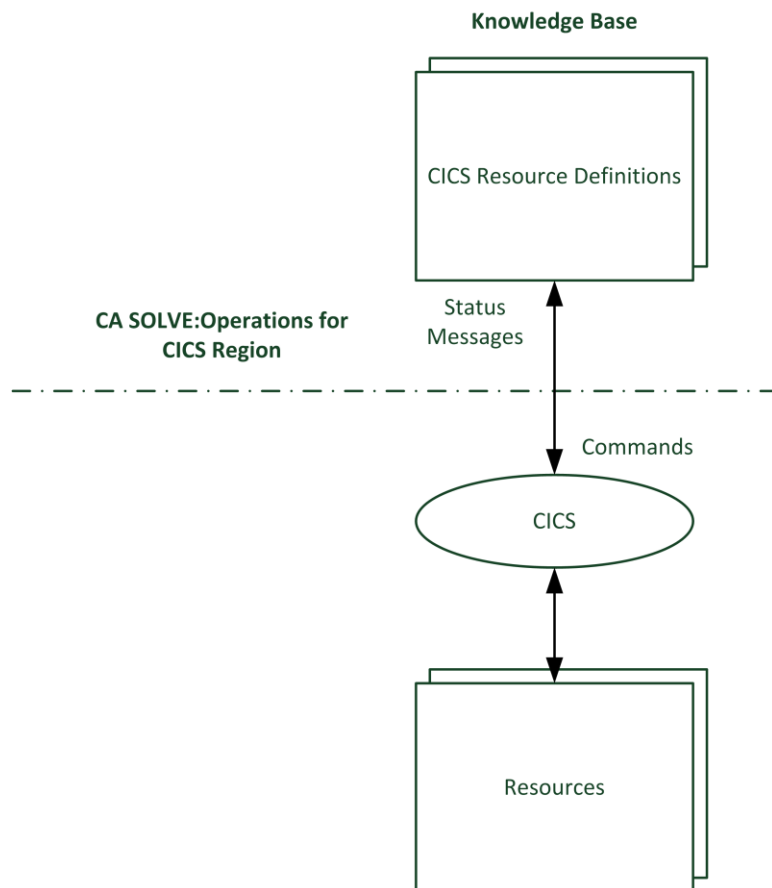 Knowledge Base
CICS Resource Definitions
Status
Messages
CA SOLVE:Operations for
CICS Region
Commands
CICS
Resources